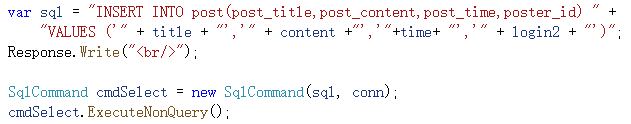 var sql = "INSERT INTO post(post_title,post_content,post_time,poster_id) " +
"VALUES ('" + title + "','" + content +"','"+time+ "','" + login2 + "')";
Response.Write("<br/>");
SqlCommand cmdSelect = new SqlCommand(sql, conn);
cmdSelect.ExecuteNonQuery();